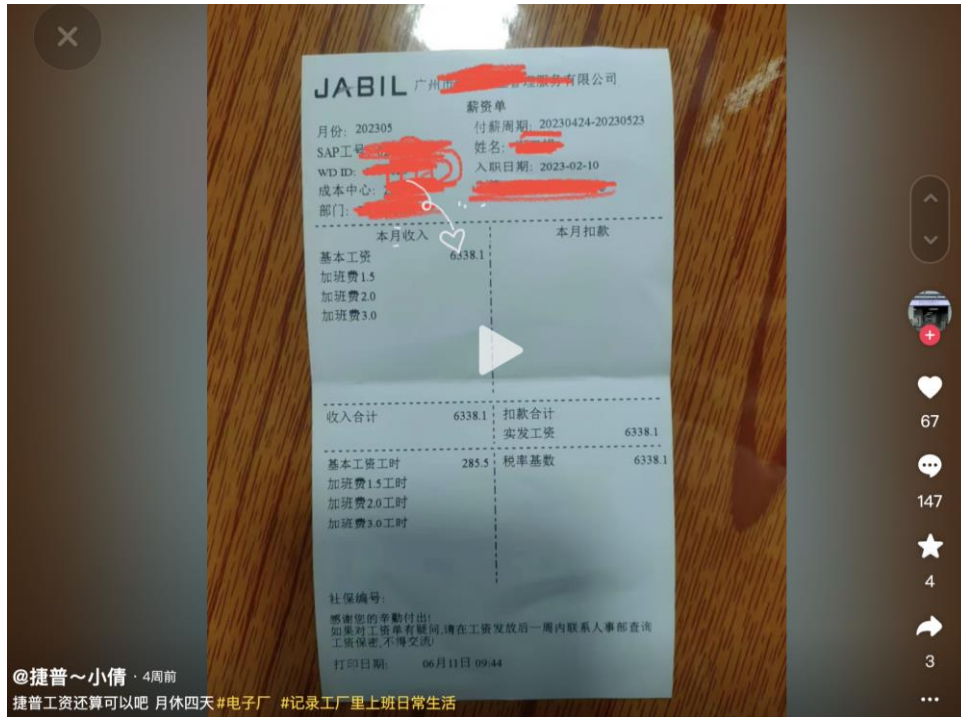 JABIL 广州市 管理服务有限公司
薪资单
月份: 202305 付薪周期: 20230424-20230523
SAP工号 姓名:
WD ID: 入职日期: 2023-02-10
成本中心: 2
部门:
本月收入 本月扣款
基本工资 6338.1
加班费1.5
加班费2.0
加班费3.0
收入合计 6338.1 扣款合计
实发工资 6338.1
基本工资工时 285.5 税率基数 6338.1
加班费1.5工时
加班费2.0工时
加班费3.0工时
社保编号:
感谢您的辛勤付出!
如果对工资单有疑问,请在工资发放后一周内联系人事部查询
工资保密,不得交流!
打印日期: 06月11日 09:44
67
147
4
3
@捷普～小倩 · 4周前
捷普工资还算可以吧 月休四天#电子厂 #记录工厂里上班日常生活